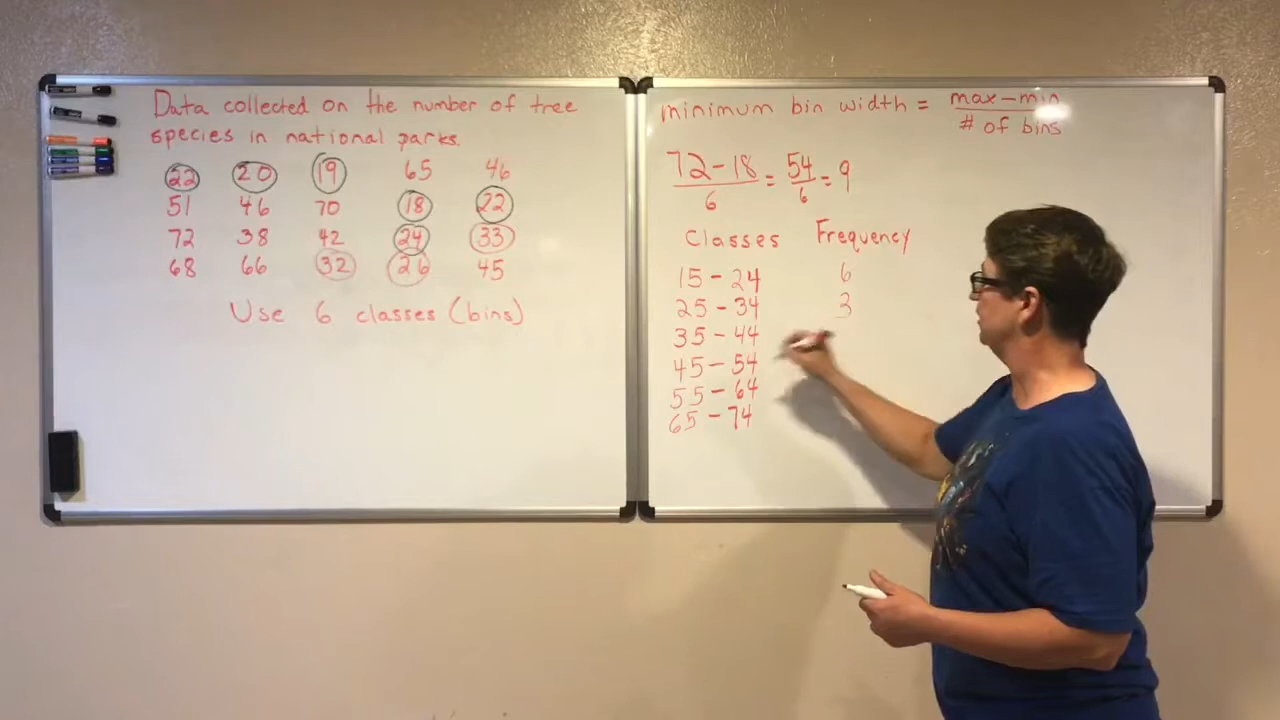 Data collected on the number of tree
species in national parks.
22 20 19 65 46
51 46 70 18 22
72 38 42 24 33
68 66 32 26 45
Use 6 classes (bins)
minimum bin width = max - min
# of bins
72 - 18 = 54 = 9
6 6
Classes Frequency
15 - 24 6
25 - 34 3
35 - 44
45 - 54
55 - 64
65 - 74